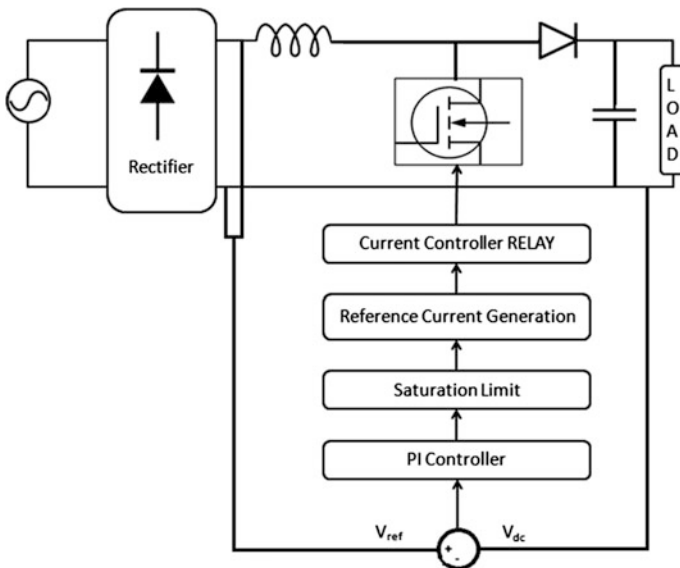 Rectifier
L
O
A
D
Current Controller RELAY
Reference Current Generation
Saturation Limit
PI Controller
Vref
Vdc
+
-